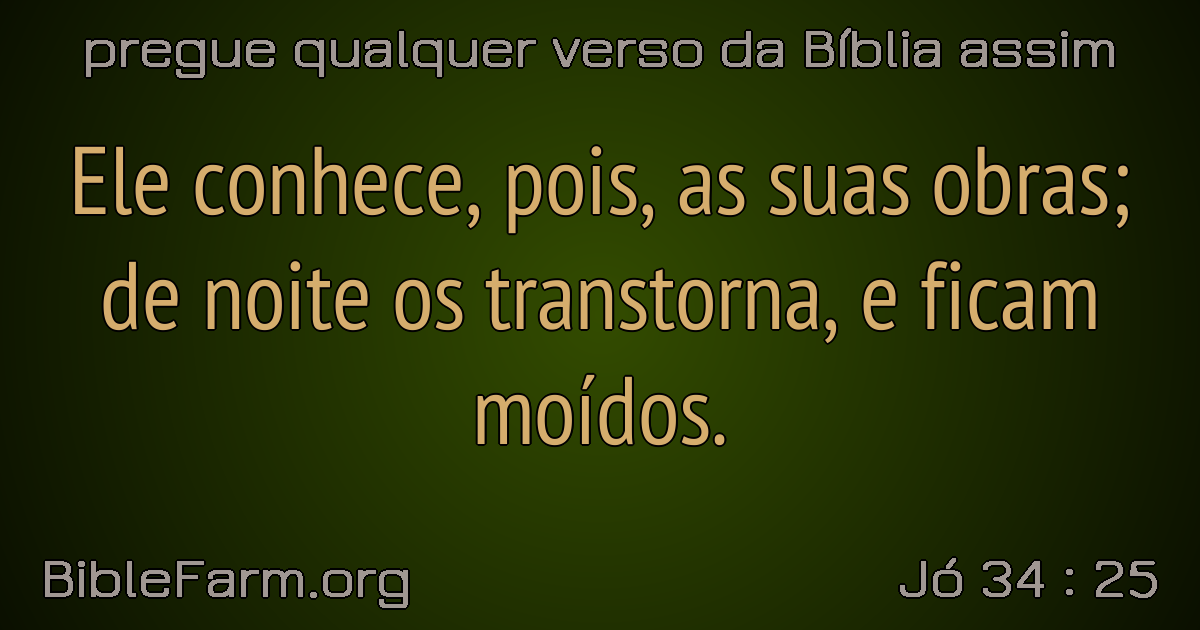 pregue qualquer verso da Bíblia assim
Ele conhece, pois, as suas obras;
de noite os transtorna, e ficam
moídos.
BibleFarm.org
Jó 34 : 25